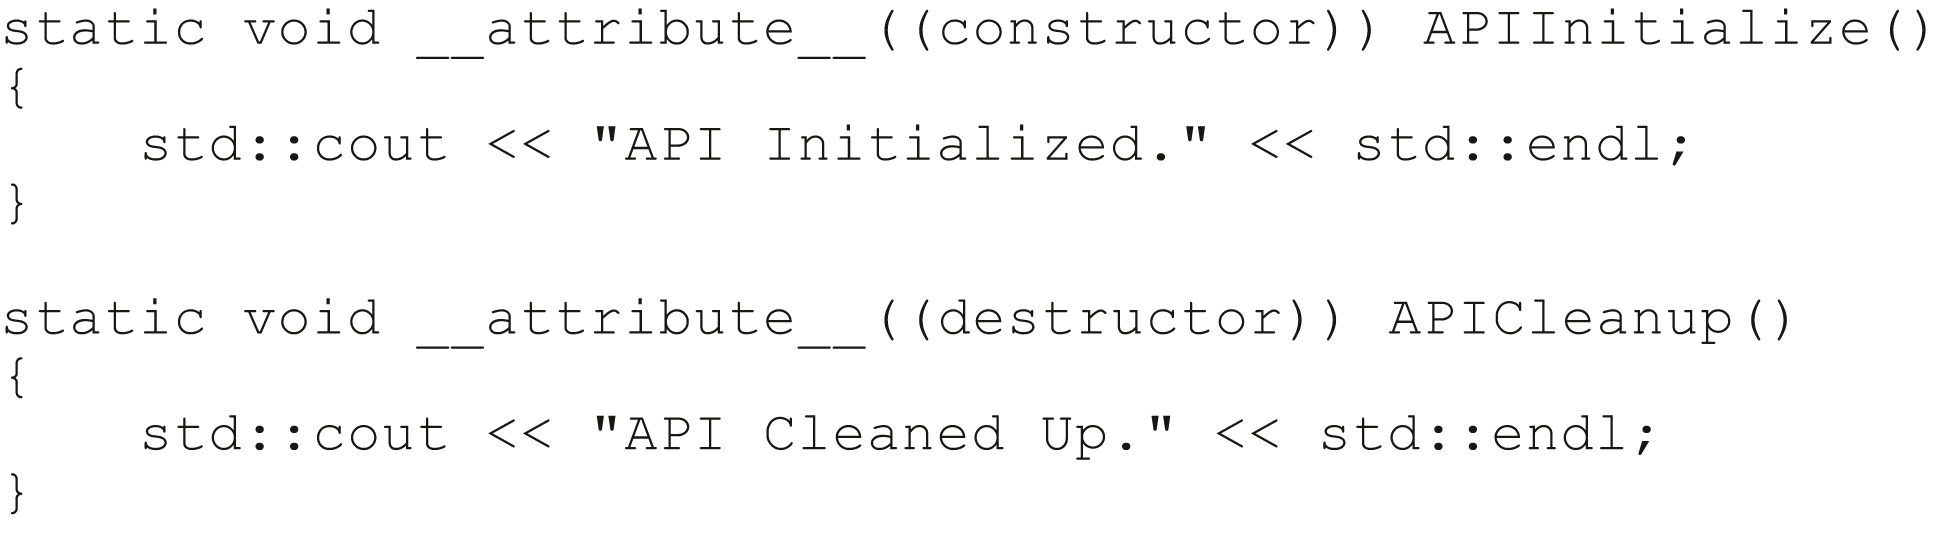 static void __attribute__((constructor)) APIInitialize()
{
    std::cout << "API Initialized." << std::endl;
}

static void __attribute__((destructor)) APICleanup()
{
    std::cout << "API Cleaned Up." << std::endl;
}